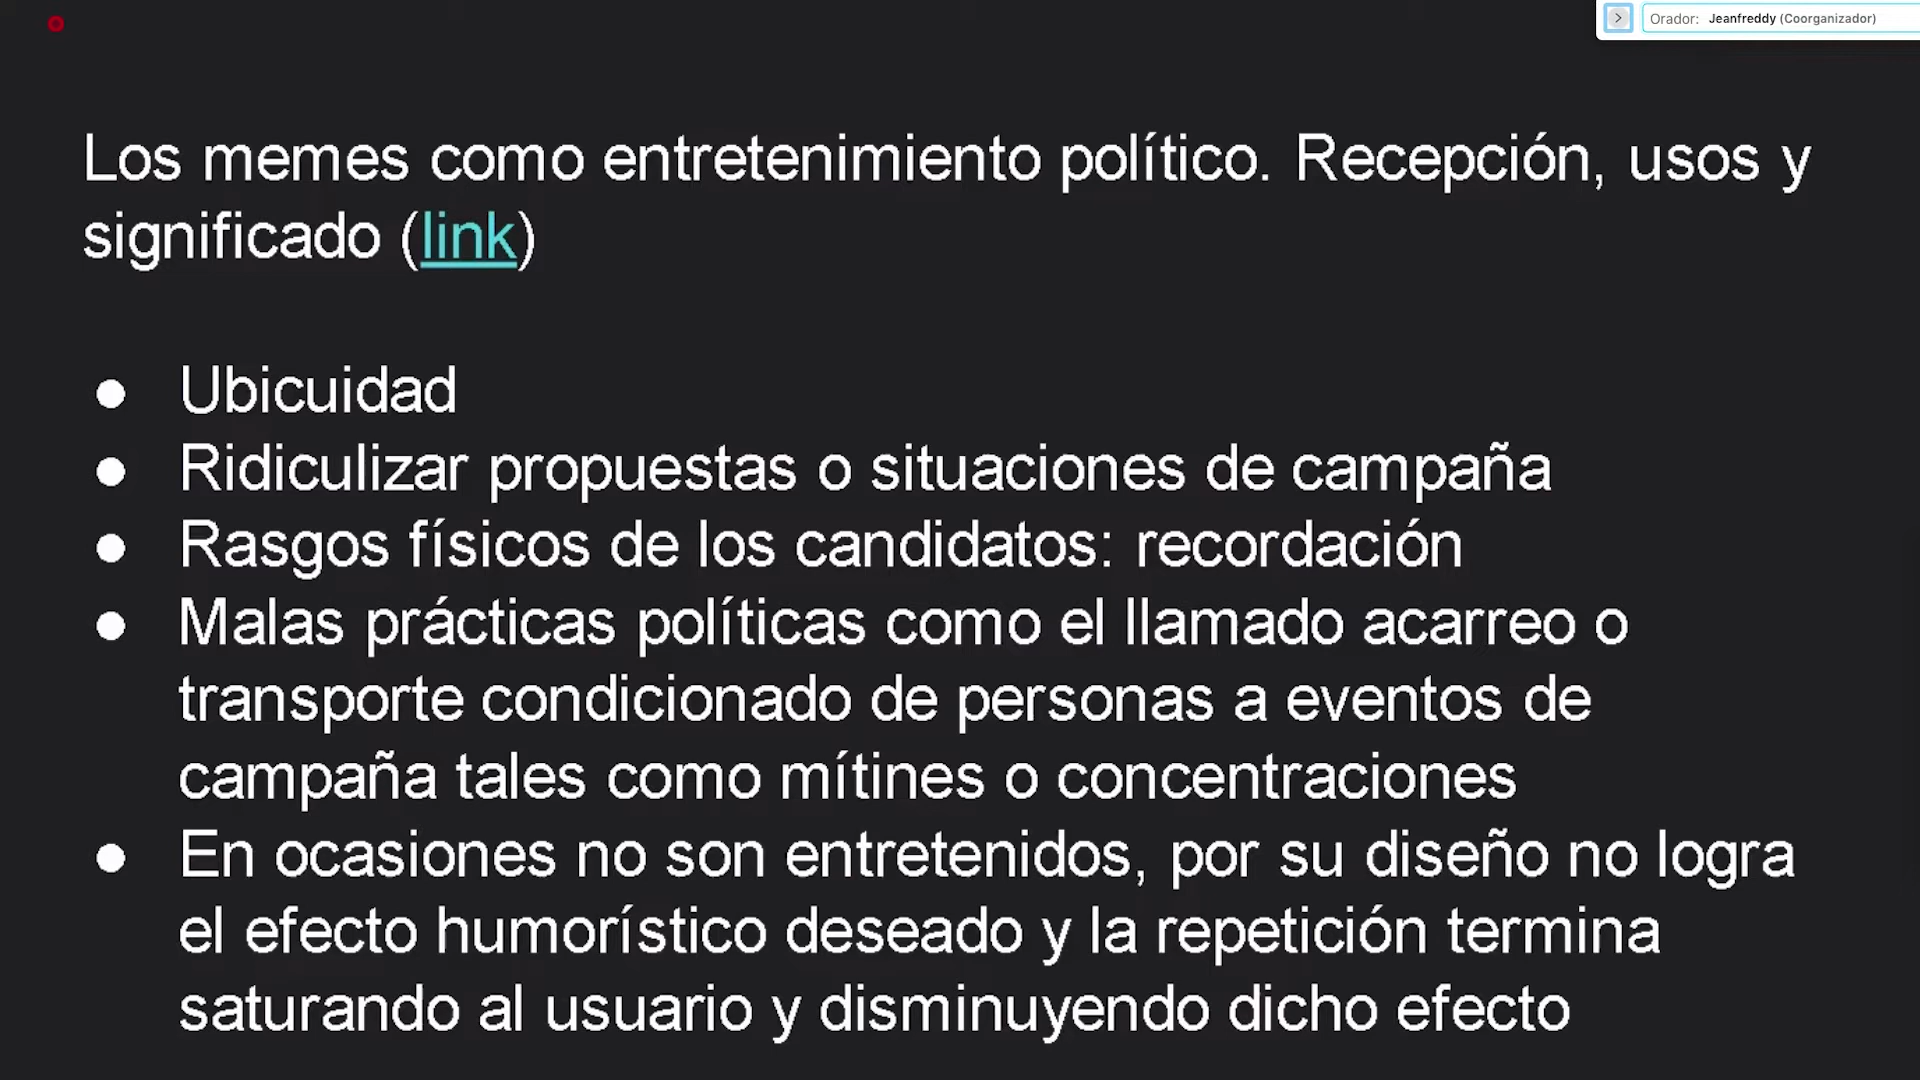 Orador: Jeanfreddy (Coorganizador)
Los memes como entretenimiento político. Recepción, usos y
significado (link)
● Ubicuidad
● Ridiculizar propuestas o situaciones de campaña
● Rasgos físicos de los candidatos: recordación
● Malas prácticas políticas como el llamado acarreo o
transporte condicionado de personas a eventos de
campaña tales como mítines o concentraciones
● En ocasiones no son entretenidos, por su diseño no logra
el efecto humorístico deseado y la repetición termina
saturando al usuario y disminuyendo dicho efecto